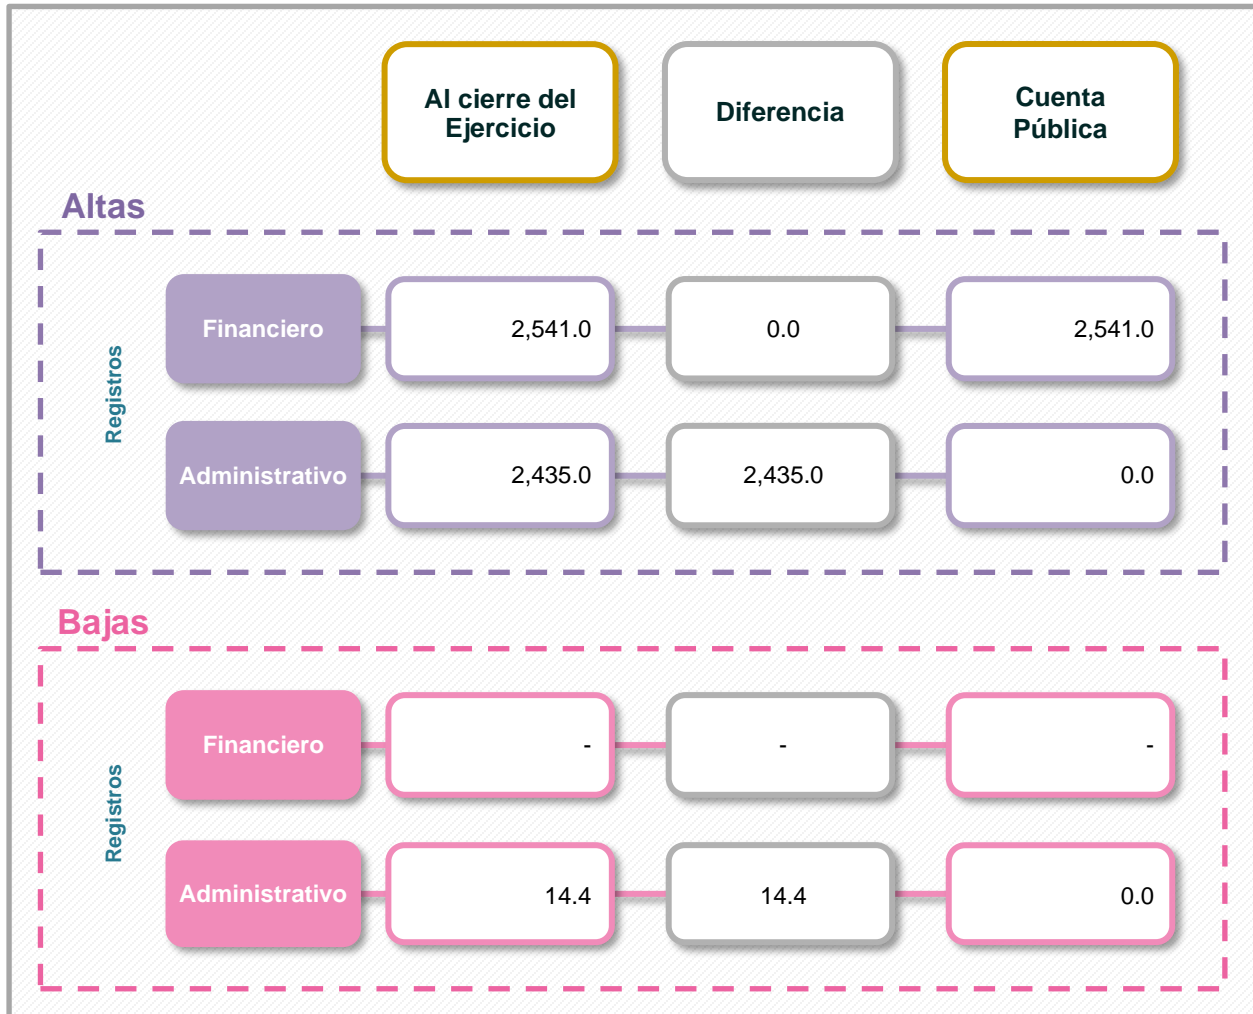 Al cierre del
Ejercicio
Diferencia
Cuenta
Pública
Altas
Registros
Financiero
2,541.0
0.0
2,541.0
Administrativo
2,435.0
2,435.0
0.0
Bajas
Registros
Financiero
-
-
-
Administrativo
14.4
14.4
0.0